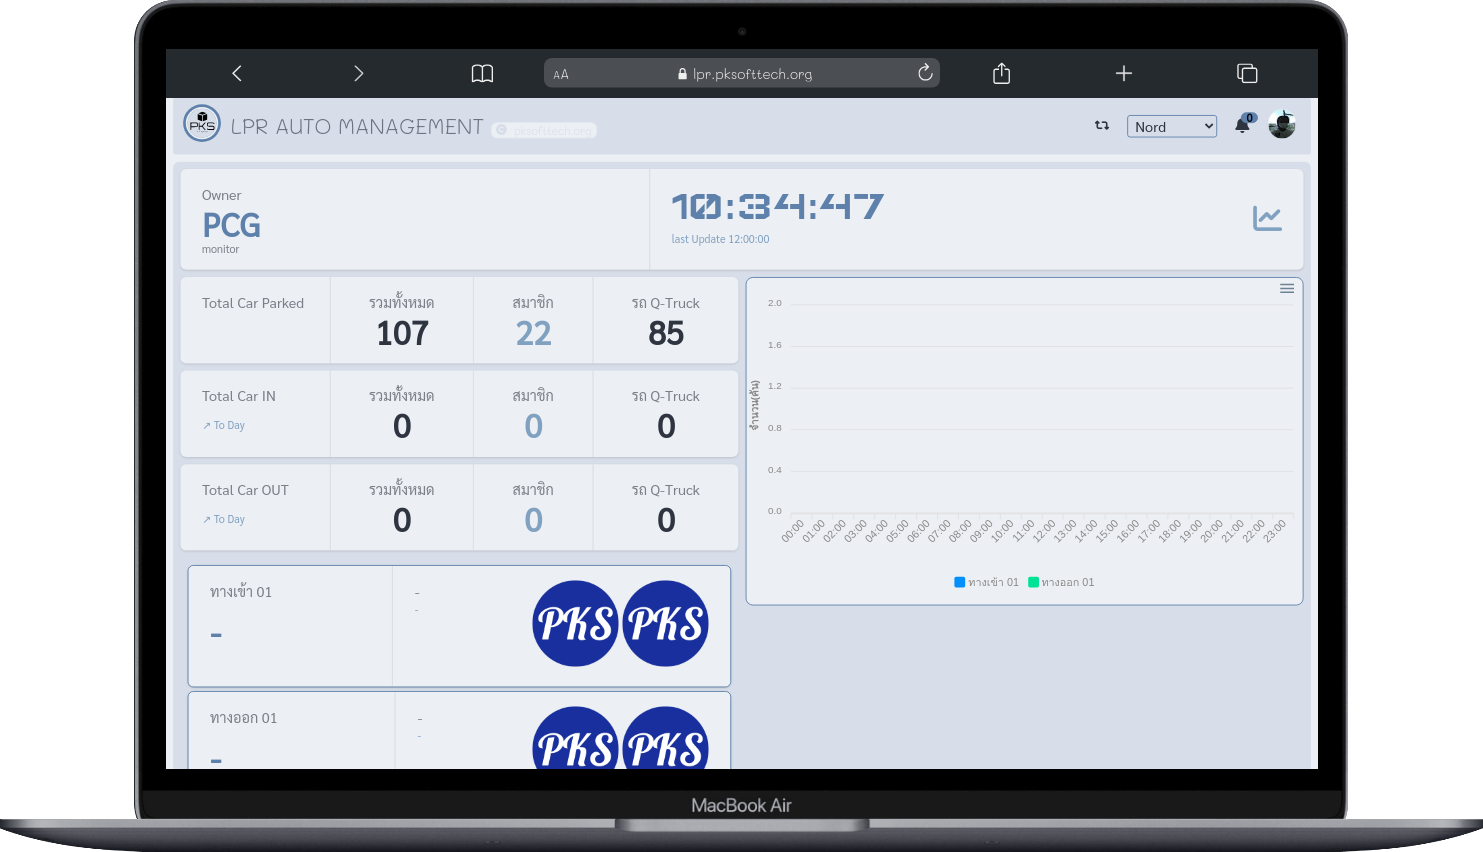 AA
lpr.pksofttech.org
PKS
LPR AUTO MANAGEMENT
pksofttech.org
Nord
0
Owner
PCG
monitor
10:34:47
last Update 12:00:00
Total Car Parked
รวมทั้งหมด
107
สมาชิก
22
รถ Q-Truck
85
Total Car IN
↗ To Day
รวมทั้งหมด
0
สมาชิก
0
รถ Q-Truck
0
Total Car OUT
↗ To Day
รวมทั้งหมด
0
สมาชิก
0
รถ Q-Truck
0
จำนวน(คัน)
2.0
1.6
1.2
0.8
0.4
0.0
00:00 01:00 02:00 03:00 04:00 05:00 06:00 07:00 08:00 09:00 10:00 11:00 12:00 13:00 14:00 15:00 16:00 17:00 18:00 19:00 20:00 21:00 22:00 23:00
ทางเข้า 01 ทางออก 01
ทางเข้า 01
-
-
-
PKS PKS
ทางออก 01
-
-
-
PKS PKS
MacBook Air